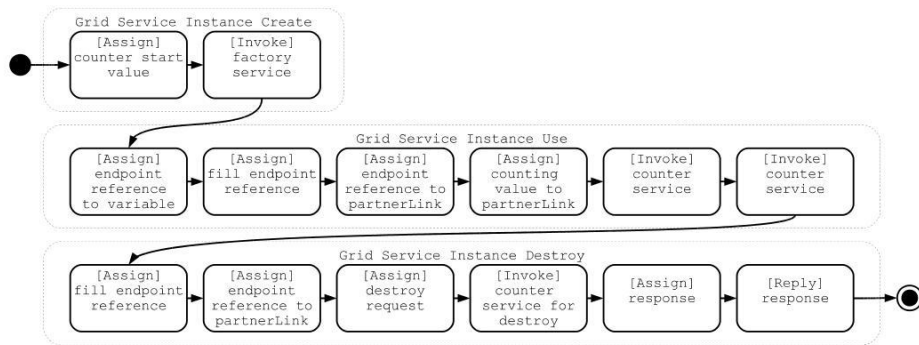 Grid Service Instance Create
[Assign]
counter start
value
[Invoke]
factory
service
Grid Service Instance Use
[Assign]
endpoint
reference
to variable
[Assign]
fill endpoint
reference
[Assign]
endpoint
reference to
partnerLink
[Assign]
counting
value to
partnerLink
[Invoke]
counter
service
[Invoke]
counter
service
Grid Service Instance Destroy
[Assign]
fill endpoint
reference
[Assign]
endpoint
reference to
partnerLink
[Assign]
destroy
request
[Invoke]
counter
service for
destroy
[Assign]
response
[Reply]
response